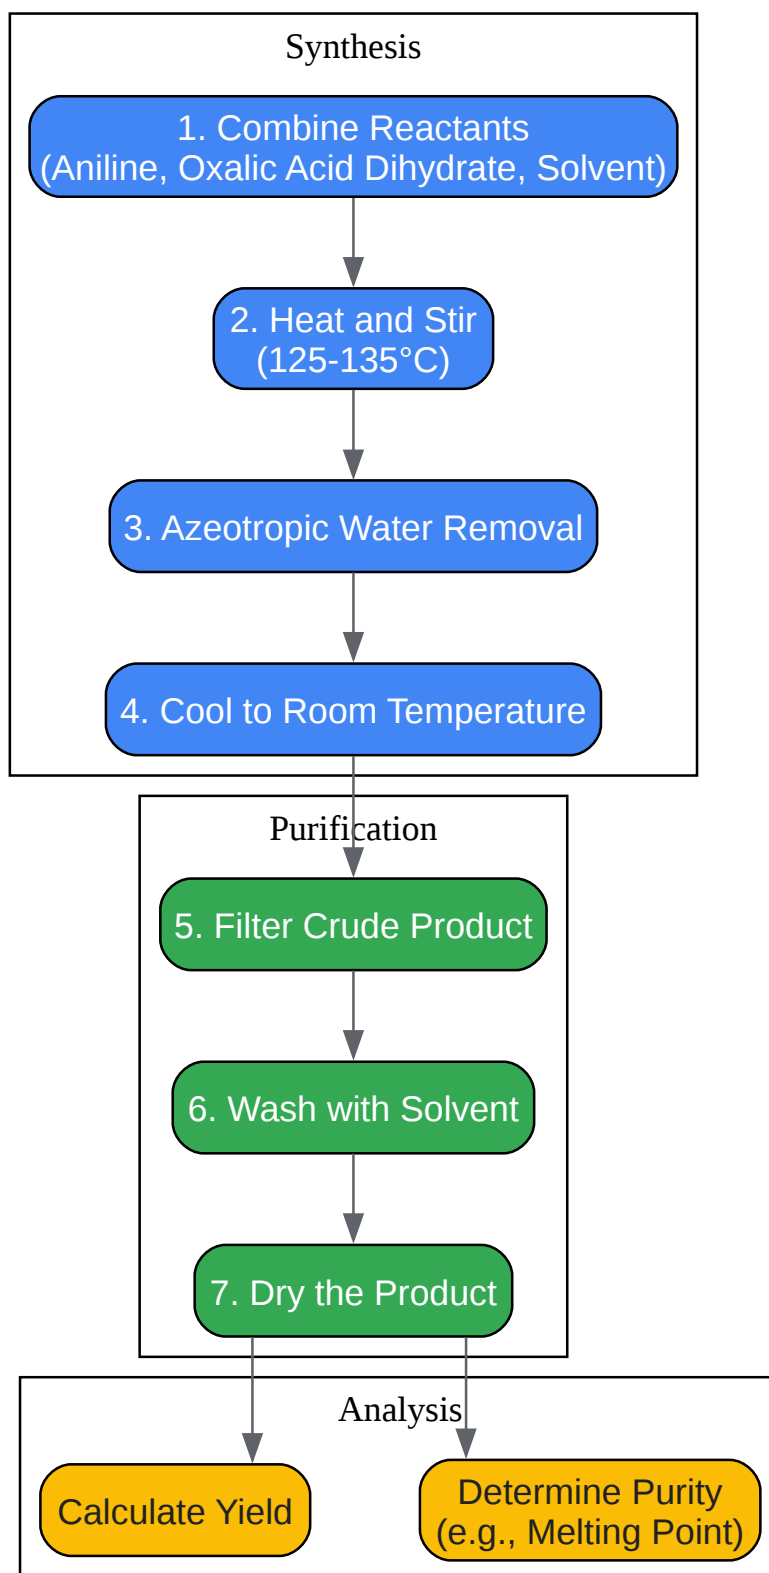 Synthesis
1. Combine Reactants
(Aniline, Oxalic Acid Dihydrate, Solvent)
2. Heat and Stir
(125-135°C)
3. Azeotropic Water Removal
4. Cool to Room Temperature
Purification
5. Filter Crude Product
6. Wash with Solvent
7. Dry the Product
Analysis
Calculate Yield
Determine Purity
(e.g., Melting Point)